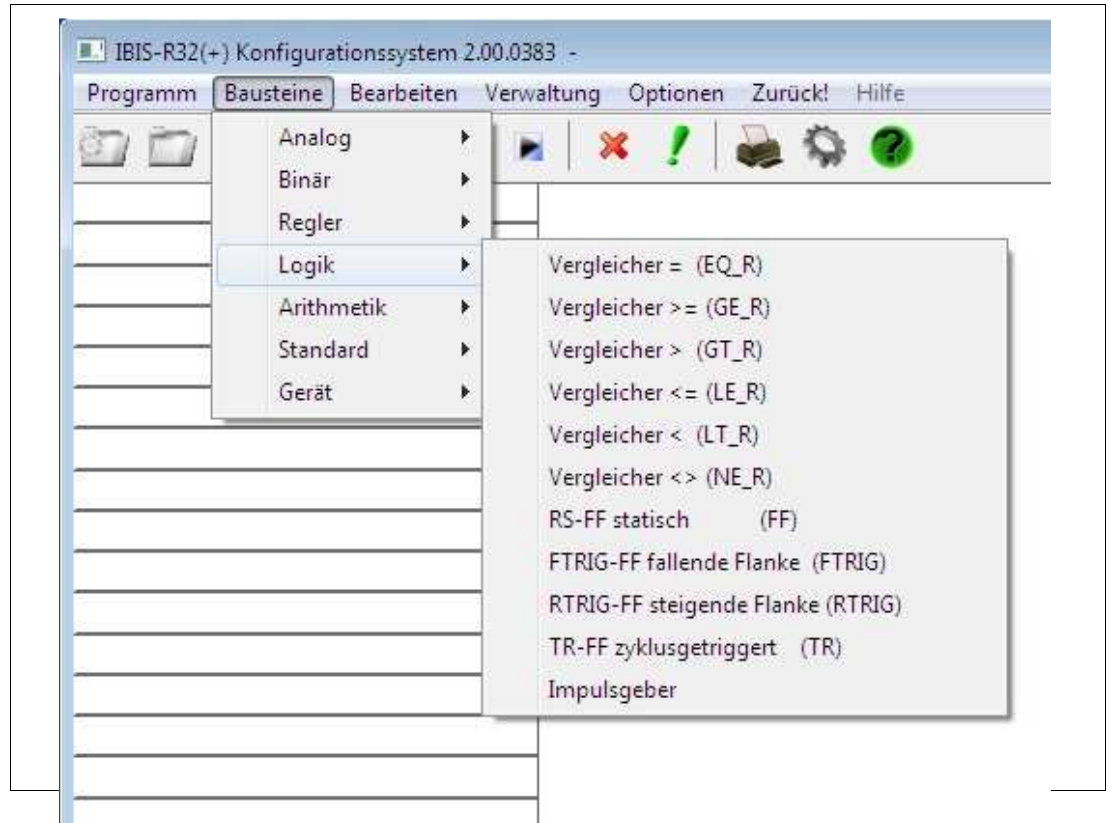 IBIS-R32(+) Konfigurationssystem 2.00.0383 -
Programm Bausteine Bearbeiten Verwaltung Optionen Zurück! Hilfe
Analog
Binär
Regler
Logik
Arithmetik
Standard
Gerät
Vergleicher = (EQ_R)
Vergleicher >= (GE_R)
Vergleicher > (GT_R)
Vergleicher <= (LE_R)
Vergleicher < (LT_R)
Vergleicher <> (NE_R)
RS-FF statisch (FF)
FTRIG-FF fallende Flanke (FTRIG)
RTRIG-FF steigende Flanke (RTRIG)
TR-FF zyklusgetriggert (TR)
Impulsgeber